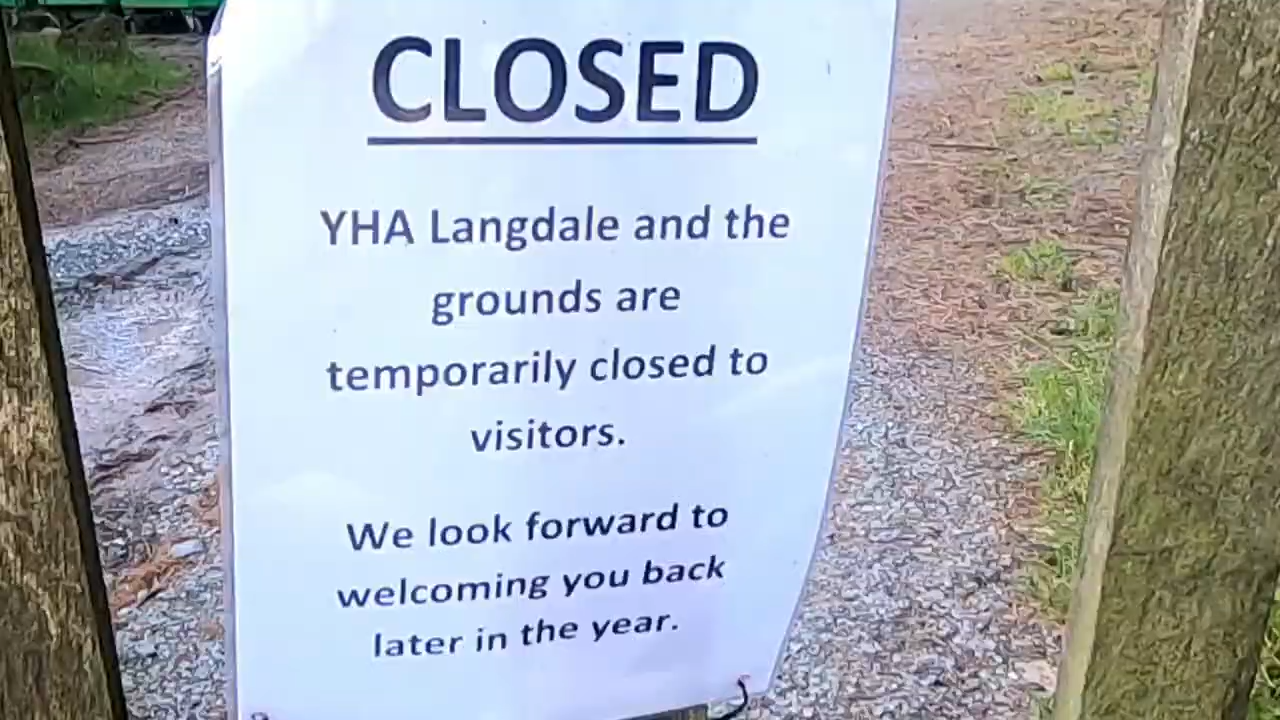 CLOSED
YHA Langdale and the
grounds are
temporarily closed to
visitors.
We look forward to
welcoming you back
later in the year.